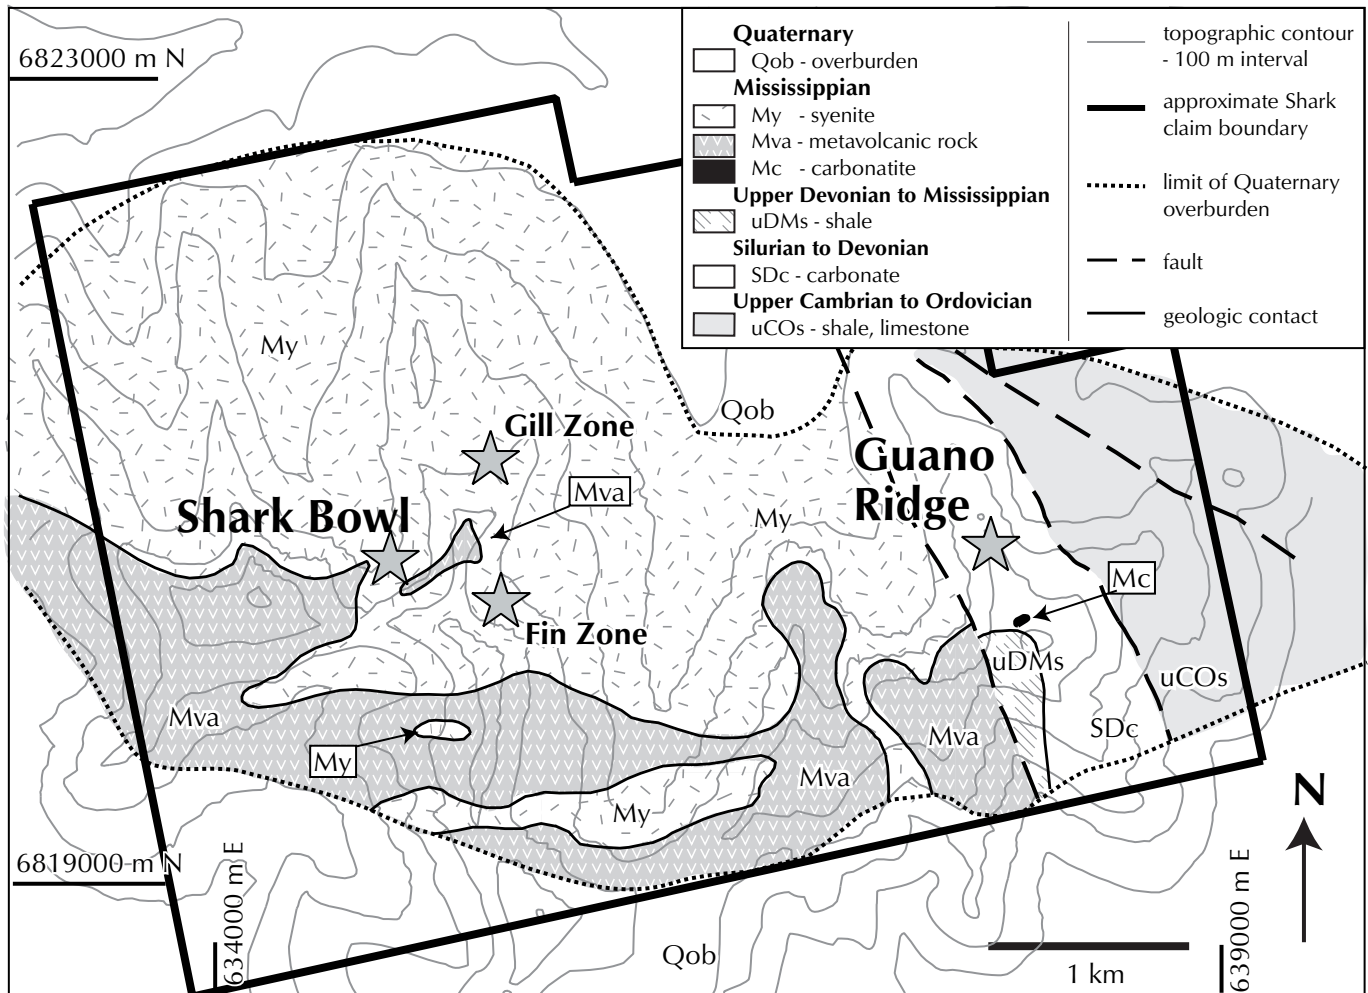 6823000 m N
Quaternary
Qob - overburden
Mississippian
My - syenite
Mva - metavolcanic rock
Mc - carbonatite
Upper Devonian to Mississippian
uDMs - shale
Silurian to Devonian
SDc - carbonate
Upper Cambrian to Ordovician
uCOs - shale, limestone
topographic contour
- 100 m interval
approximate Shark
claim boundary
limit of Quaternary
overburden
fault
geologic contact
My
Qob
Gill Zone
Guano
Ridge
Mva
Shark Bowl
My
Mc
Fin Zone
uDMs
uCOs
Mva
SDc
Mva
My
Mva
My
N
6819000 m N
634000 m E
639000 m E
Qob
1 km